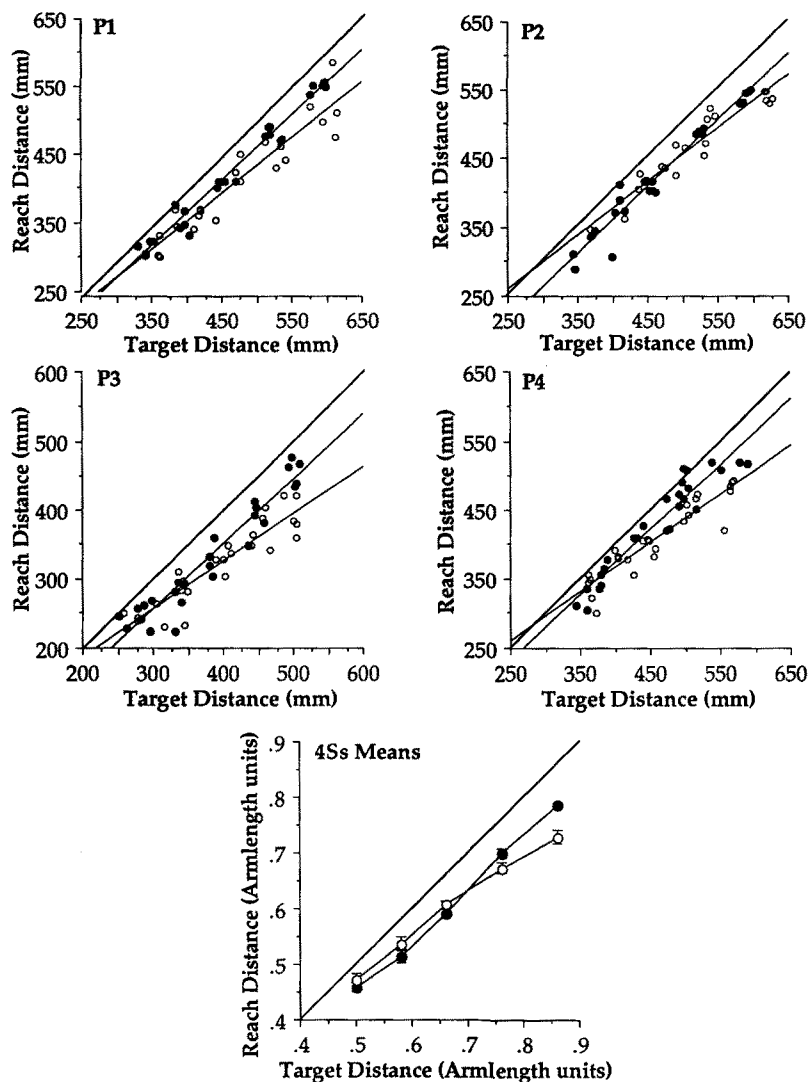 P1
Reach Distance (mm)
650
550
450
350
250
250 350 450 550 650
Target Distance (mm)
P2
Reach Distance (mm)
650
550
450
350
250
250 350 450 550 650
Target Distance (mm)
P3
Reach Distance (mm)
600
500
400
300
200
200 300 400 500 600
Target Distance (mm)
P4
Reach Distance (mm)
650
550
450
350
250
250 350 450 550 650
Target Distance (mm)
4Ss Means
Reach Distance (Armlength units)
.9
.8
.7
.6
.5
.4
.4 .5 .6 .7 .8 .9
Target Distance (Armlength units)